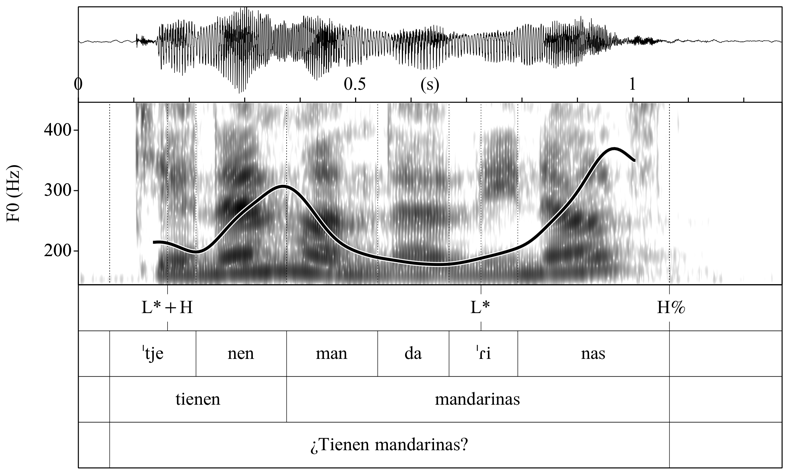 0 0.5 (s) 1
400
300
200
F0 (Hz)
L* + H L* H%
ˈtje nen man da ˈɾi nas
tienen mandarinas
¿Tienen mandarinas?